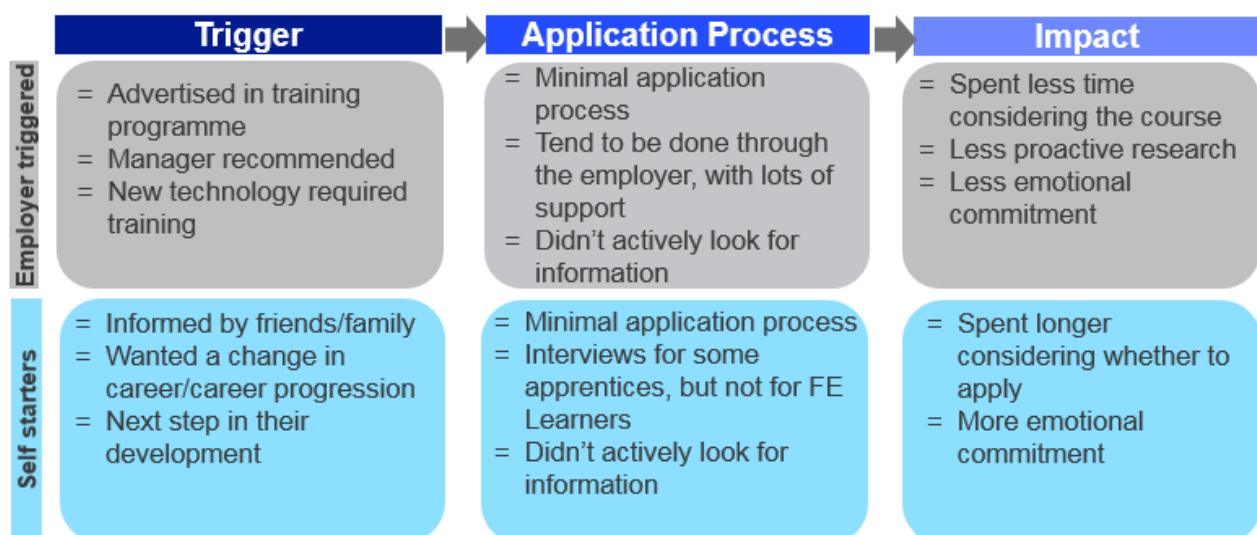 Trigger
Application Process
Impact
Employer triggered
= Advertised in training
programme
= Manager recommended
= New technology required
training
= Minimal application
process
= Tend to be done through
the employer, with lots of
support
= Didn't actively look for
information
= Spent less time
considering the course
= Less proactive research
= Less emotional
commitment
Self starters
= Informed by friends/family
= Wanted a change in
career/career progression
= Next step in their
development
= Minimal application process
= Interviews for some
apprentices, but not for FE
Learners
= Didn't actively look for
information
= Spent longer
considering whether to
apply
= More emotional
commitment